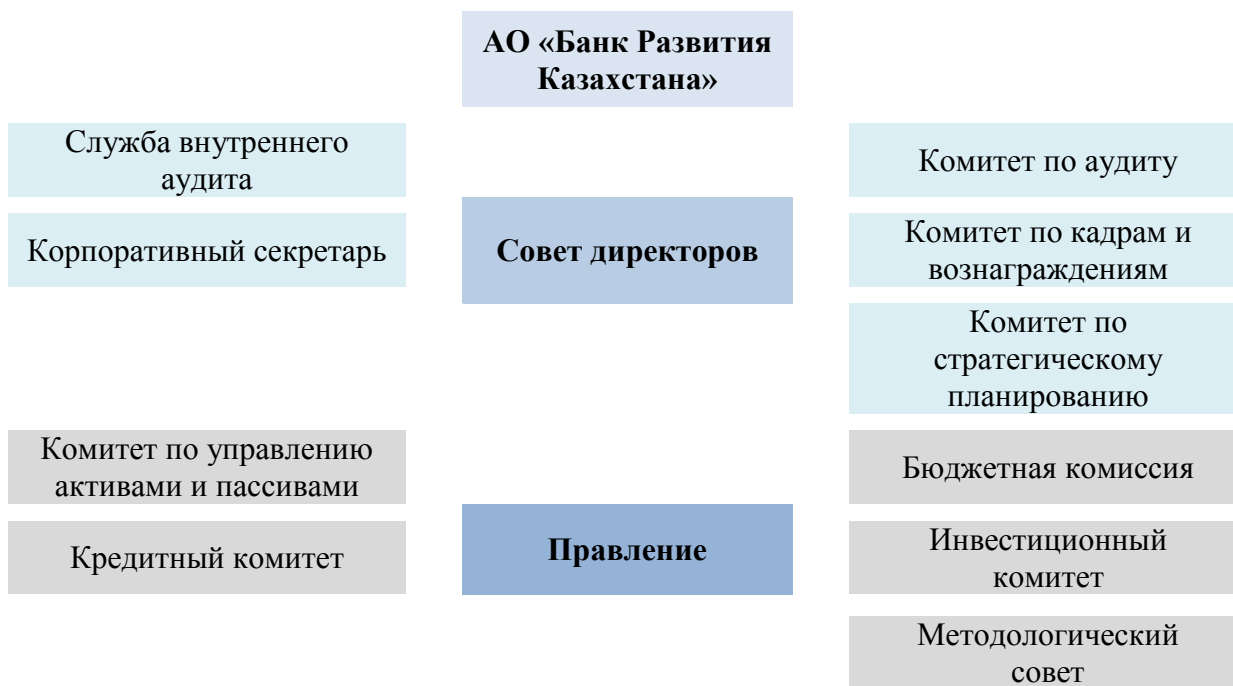 АО «Банк Развития
Казахстана»
Служба внутреннего
аудита
Комитет по аудиту
Корпоративный секретарь
Совет директоров
Комитет по кадрам и
вознаграждениям
Комитет по
стратегическому
планированию
Комитет по управлению
активами и пассивами
Бюджетная комиссия
Кредитный комитет
Правление
Инвестиционный
комитет
Методологический
совет